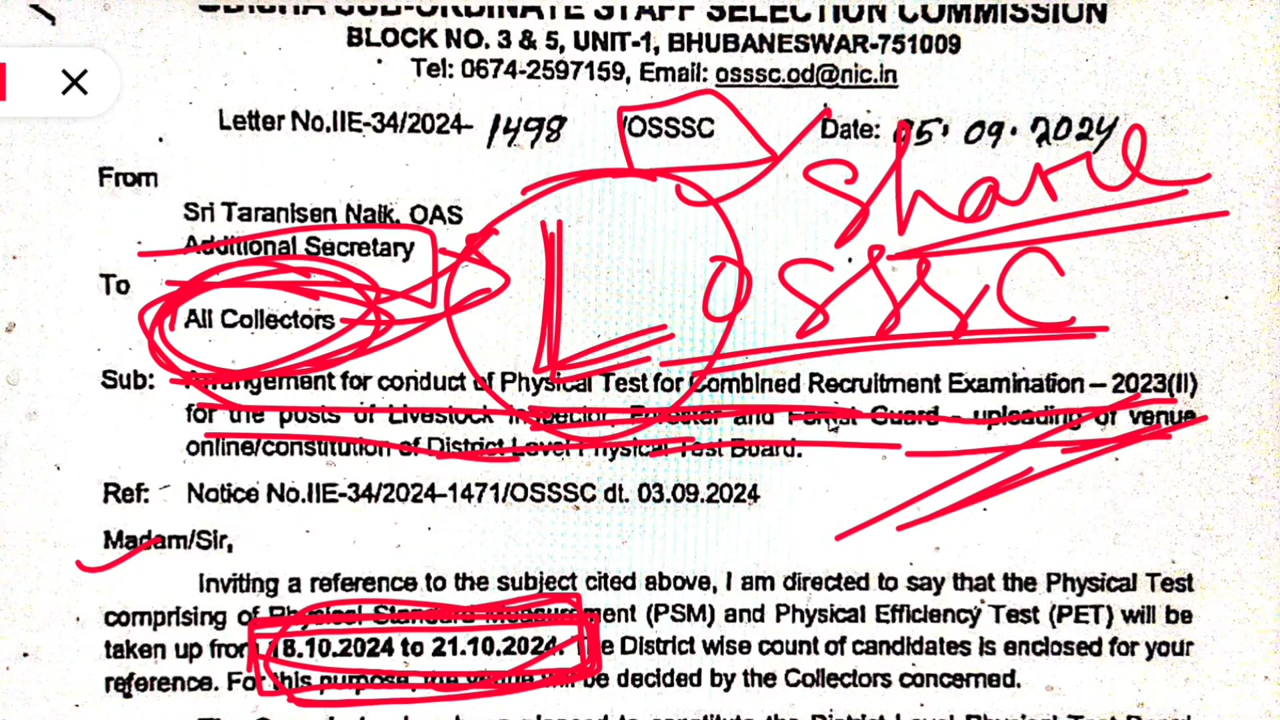 ODISHA SUB-ORDINATE STAFF SELECTION COMMISSION
BLOCK NO. 3 & 5, UNIT-1, BHUBANESWAR-751009
Tel: 0674-2597159, Email: osssc.od@nic.in
Letter No.IIE-34/2024- 1498 /OSSSC Date: 05.09.2024
Share
From
Sri Taranisen Naik, OAS
Additional Secretary
To
L OSSSC
All Collectors
Sub: Arrangement for conduct of Physical Test for Combined Recruitment Examination – 2023(II)
for the posts of Livestock Inspector, Forester and Forest Guard - uploading of venue
online/constitution of District Level Physical Test Board.
Ref: Notice No.IIE-34/2024-1471/OSSSC dt. 03.09.2024
Madam/Sir,
Inviting a reference to the subject cited above, I am directed to say that the Physical Test
comprising of Physical Standard Measurement (PSM) and Physical Efficiency Test (PET) will be
taken up from 18.10.2024 to 21.10.2024. The District wise count of candidates is enclosed for your
reference. For this purpose, the venue will be decided by the Collectors concerned.